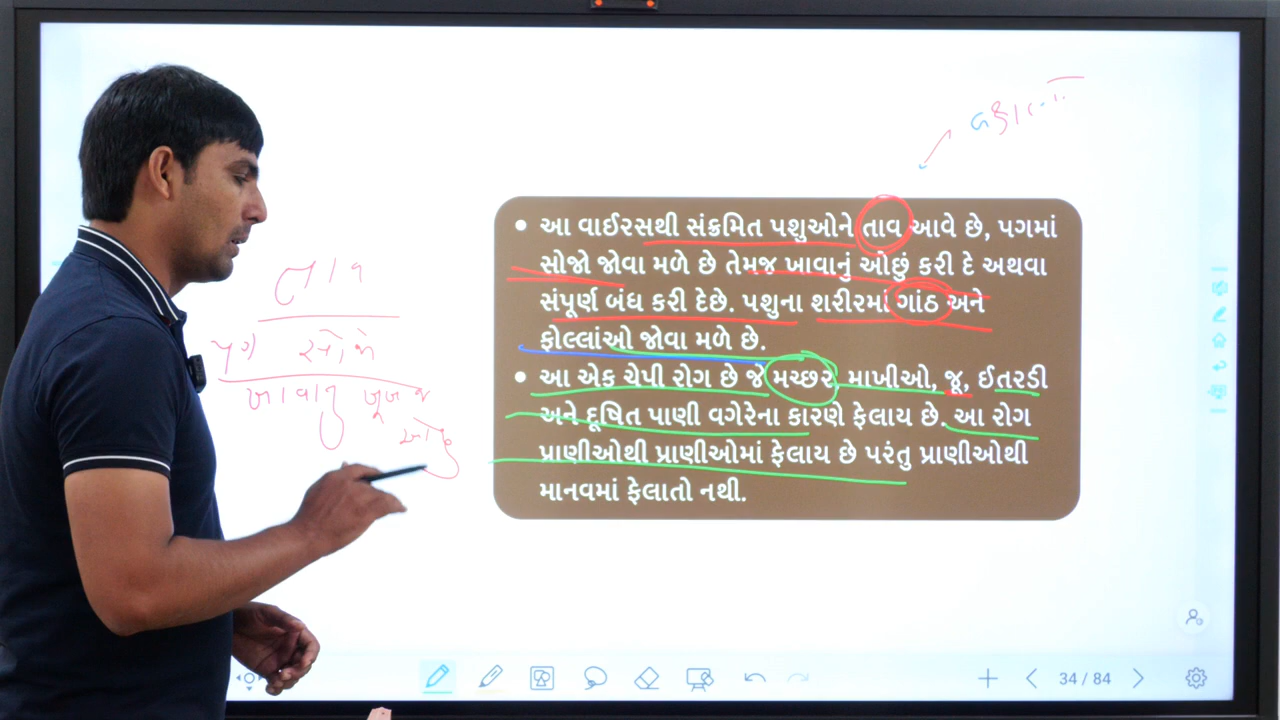 તાવ
પગ સોજો
ખાવાનું ખૂબ જ
ઓછું
• આ વાઈરસથી સંક્રમિત પશુઓને તાવ આવે છે, પગમાં
સોજો જોવા મળે છે તેમજ ખાવાનું ઓછું કરી દે અથવા
સંપૂર્ણ બંધ કરી દેછે. પશુના શરીરમાં ગાંઠ અને
ફોલ્લાંઓ જોવા મળે છે.
• આ એક ચેપી રોગ છે જે મચ્છર, માખીઓ, જૂ, ઈતરડી
અને દૂષિત પાણી વગેરેના કારણે ફેલાય છે. આ રોગ
પ્રાણીઓથી પ્રાણીઓમાં ફેલાય છે પરંતુ પ્રાણીઓથી
માનવમાં ફેલાતો નથી.
34 / 84